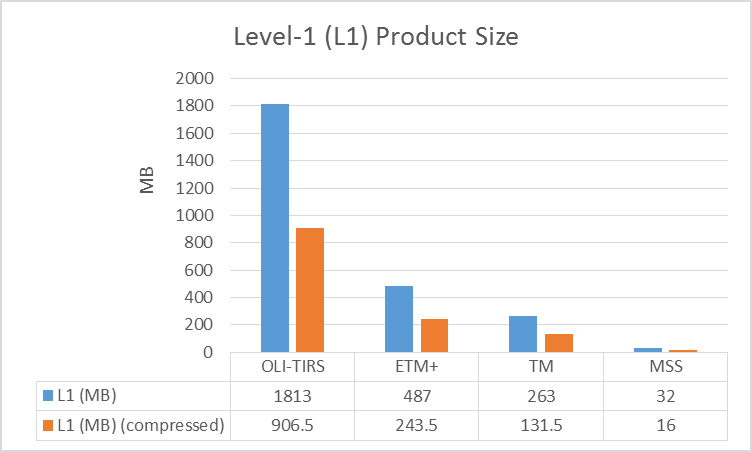 Level-1 (L1) Product Size
MB
2000
1800
1600
1400
1200
1000
800
600
400
200
0
OLI-TIRS ETM+ TM MSS
L1 (MB) 1813 487 263 32
L1 (MB) (compressed) 906.5 243.5 131.5 16